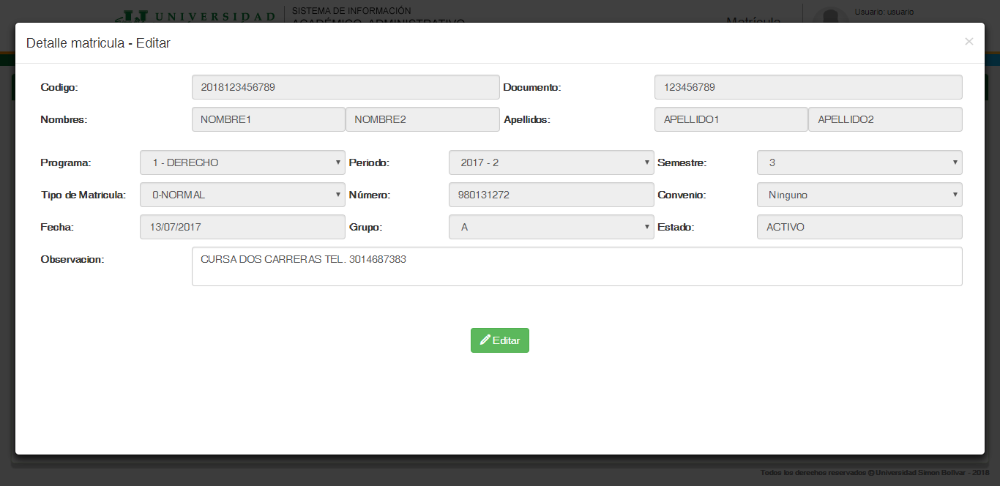 UNIVERSIDAD
SISTEMA DE INFORMACIÓN
ACADÉMICO ADMINISTRATIVO
Matrícula
Usuario: usuario
Detalle matricula - Editar
×
Codigo: 2018123456789 Documento: 123456789
Nombres: NOMBRE1 NOMBRE2 Apellidos: APELLIDO1 APELLIDO2
Programa: 1 - DERECHO Periodo: 2017 - 2 Semestre: 3
Tipo de Matricula: 0-NORMAL Número: 980131272 Convenio: Ninguno
Fecha: 13/07/2017 Grupo: A Estado: ACTIVO
Observacion: CURSA DOS CARRERAS TEL. 3014687383
Editar
Todos los derechos reservados © Universidad Simon Bolivar - 2018